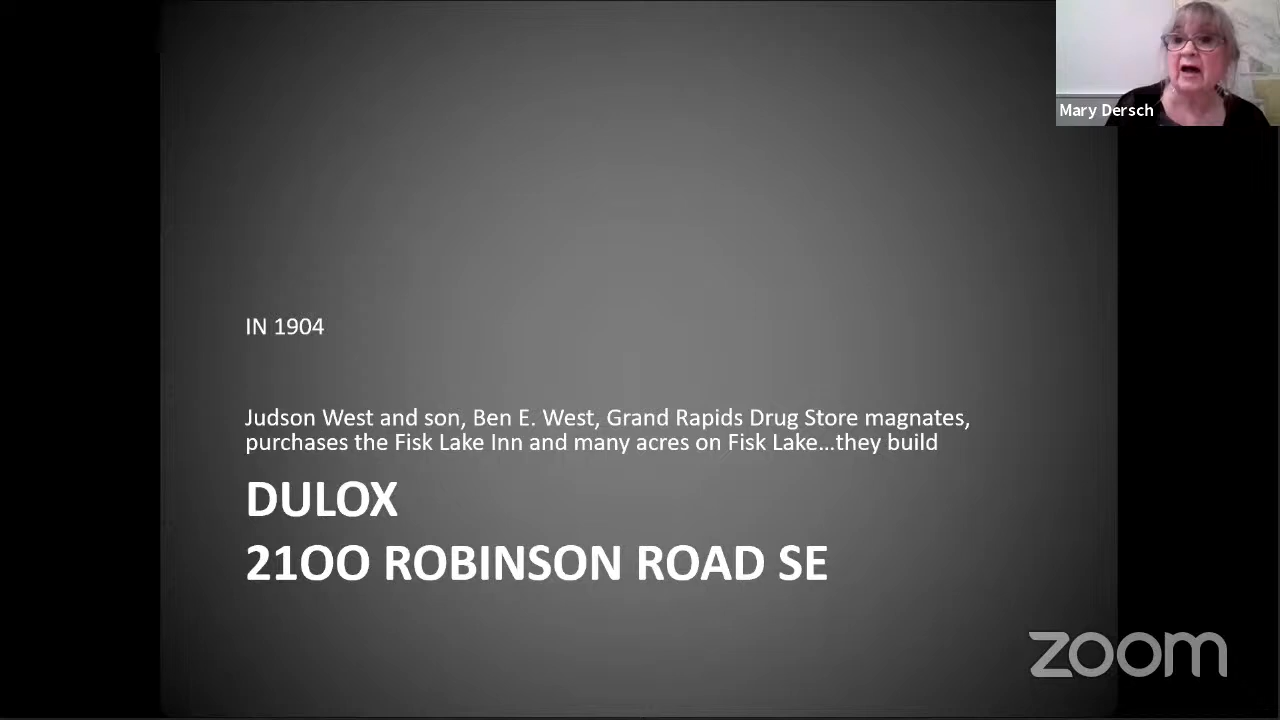 Mary Dersch
IN 1904
Judson West and son, Ben E. West, Grand Rapids Drug Store magnates,
purchases the Fisk Lake Inn and many acres on Fisk Lake…they build
DULOX
21OO ROBINSON ROAD SE
zoom